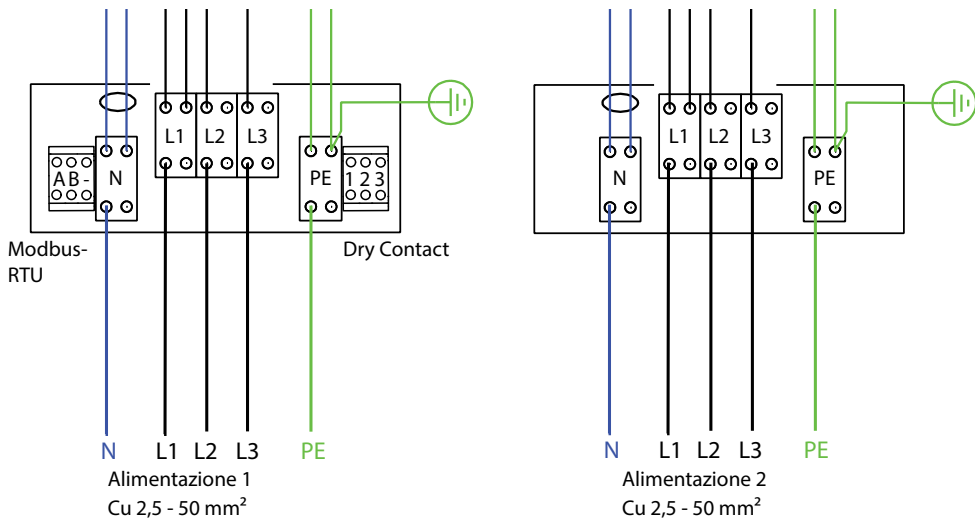 L1 L2 L3
A B - N PE 1 2 3
Modbus-
RTU
Dry Contact
N L1 L2 L3 PE
Alimentazione 1
Cu 2,5 - 50 mm²
L1 L2 L3
N PE
N L1 L2 L3 PE
Alimentazione 2
Cu 2,5 - 50 mm²